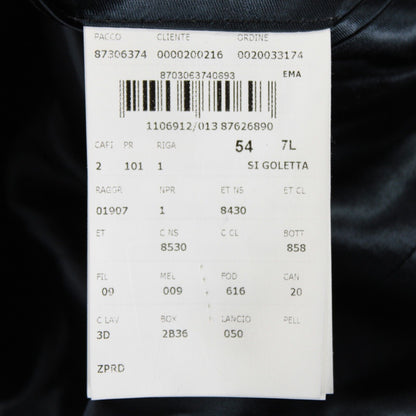 PACCO CLIENTE ORDINE
87306374 0000200216 0020033174
8703063740893 EMA
1106912/013 87626890
CAPI PR RIGA 54 7L
2 101 1 SI GOLETTA
RAGGR NPR ET NS ET CL
01907 1 8430
ET C NS C CL BOTT
8530 858
FIL MEL FOD CAN
09 009 616 20
C LAV BOX LANCIO PELL
3D 2B36 050
ZPRD